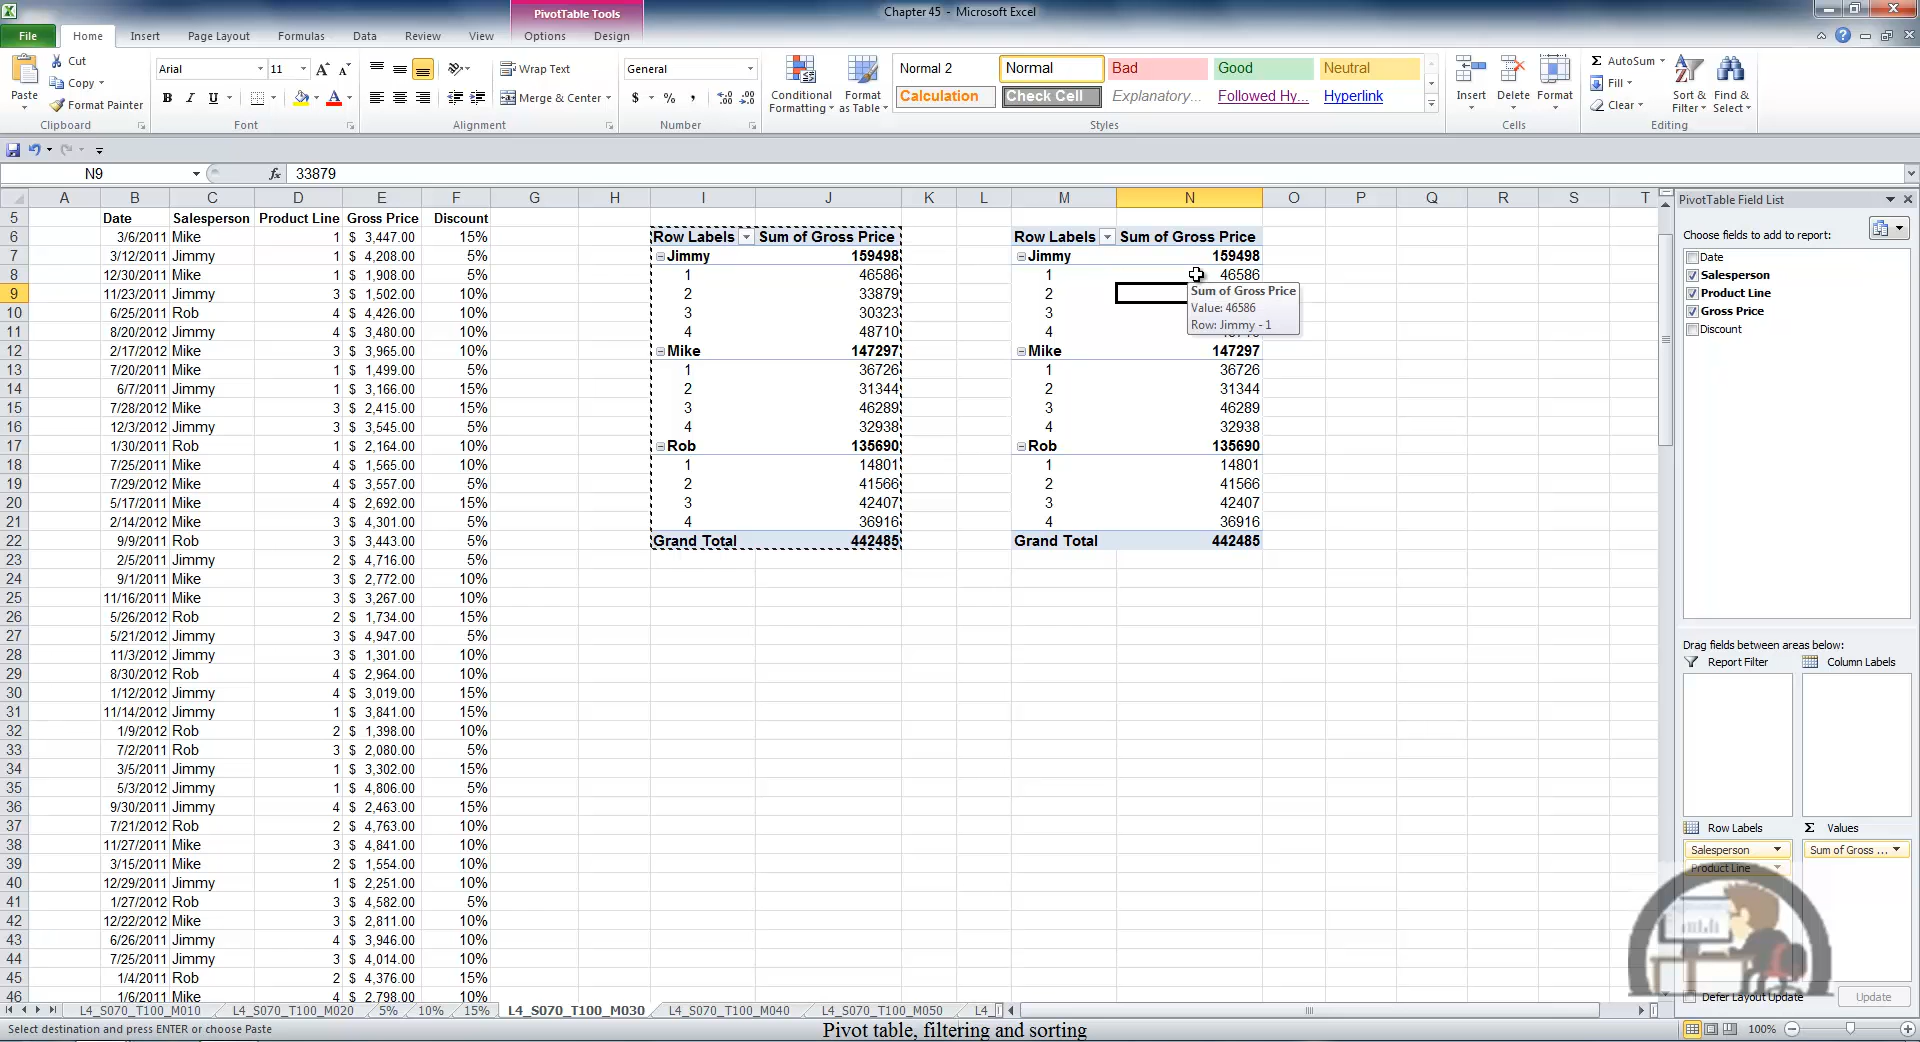 PivotTable Tools
Chapter 45 - Microsoft Excel
File Home Insert Page Layout Formulas Data Review View Options Design
Paste
Cut
Copy
Format Painter
Clipboard
Arial 11
B I U
Font
Wrap Text
Merge & Center
Alignment
General
$ % ,
Number
Conditional Formatting
Format as Table
Normal 2 Normal Bad Good Neutral
Calculation Check Cell Explanatory... Followed Hy... Hyperlink
Styles
Insert Delete Format
Cells
Σ AutoSum
Fill
Clear
Sort & Filter
Find & Select
Editing
N9 fx 33879
A B C D E F G H I J K L M N O P Q R S T
5 Date Salesperson Product Line Gross Price Discount
6 3/6/2011 Mike 1 $ 3,447.00 15% Row Labels Sum of Gross Price Row Labels Sum of Gross Price
7 3/12/2011 Jimmy 1 $ 4,208.00 5% Jimmy 159498 Jimmy 159498
8 12/30/2011 Mike 1 $ 1,908.00 5% 1 46586 1 46586
9 11/23/2011 Jimmy 3 $ 1,502.00 10% 2 33879 2
10 6/25/2011 Rob 4 $ 4,426.00 10% 3 30323 3
11 8/20/2012 Jimmy 4 $ 3,480.00 10% 4 48710 4
12 2/17/2012 Mike 3 $ 3,965.00 10% Mike 147297 Mike 147297
13 7/20/2011 Mike 1 $ 1,499.00 5% 1 36726 1 36726
14 6/7/2011 Jimmy 1 $ 3,166.00 15% 2 31344 2 31344
15 7/28/2012 Mike 3 $ 2,415.00 10% 3 46289 3 46289
16 12/3/2012 Jimmy 3 $ 3,545.00 5% 4 32938 4 32938
17 1/30/2011 Rob 1 $ 2,164.00 10% Rob 135690 Rob 135690
18 7/25/2011 Mike 4 $ 1,565.00 10% 1 14801 1 14801
19 7/29/2012 Mike 4 $ 3,557.00 5% 2 41566 2 41566
20 5/17/2011 Mike 4 $ 2,692.00 15% 3 42407 3 42407
21 2/14/2012 Mike 3 $ 4,301.00 5% 4 36916 4 36916
22 9/9/2011 Rob 3 $ 3,443.00 5% Grand Total 442485 Grand Total 442485
23 2/5/2011 Jimmy 2 $ 4,716.00 5%
24 9/1/2011 Mike 3 $ 2,772.00 10%
25 11/16/2011 Mike 3 $ 3,267.00 10%
26 5/26/2012 Rob 2 $ 1,734.00 15%
27 5/21/2012 Jimmy 3 $ 4,947.00 5%
28 11/3/2012 Jimmy 3 $ 1,301.00 10%
29 8/30/2012 Rob 4 $ 2,964.00 10%
30 1/12/2012 Jimmy 4 $ 3,019.00 15%
31 11/14/2012 Jimmy 1 $ 3,841.00 15%
32 1/9/2012 Rob 2 $ 1,398.00 10%
33 7/2/2011 Rob 3 $ 2,080.00 5%
34 3/5/2011 Jimmy 1 $ 3,302.00 15%
35 5/3/2012 Jimmy 1 $ 4,806.00 5%
36 9/30/2011 Jimmy 4 $ 2,463.00 15%
37 7/21/2012 Rob 2 $ 4,763.00 10%
38 11/27/2011 Mike 3 $ 4,841.00 10%
39 3/15/2011 Mike 2 $ 1,554.00 10%
40 12/29/2011 Jimmy 1 $ 2,251.00 10%
41 1/27/2012 Rob 3 $ 4,582.00 5%
42 12/22/2012 Mike 3 $ 2,811.00 10%
43 6/26/2011 Jimmy 4 $ 3,946.00 10%
44 7/25/2011 Jimmy 3 $ 4,014.00 10%
45 1/4/2011 Rob 2 $ 4,376.00 15%
46 1/6/2011 Mike 4 $ 2,798.00 10%
Sum of Gross Price
Value: 46586
Row: Jimmy - 1
PivotTable Field List
Choose fields to add to report:
Date
Salesperson
Product Line
Gross Price
Discount
Drag fields between areas below:
Report Filter Column Labels
Row Labels Σ Values
Salesperson Sum of Gross ...
Product Line
Defer Layout Update Update
L4_S070_T100_M010 L4_S070_T100_M020 5% 10% 15% L4_S070_T100_M030 L4_S070_T100_M040 L4_S070_T100_M050 L4_
Select destination and press ENTER or choose Paste
Pivot table, filtering and sorting
100%